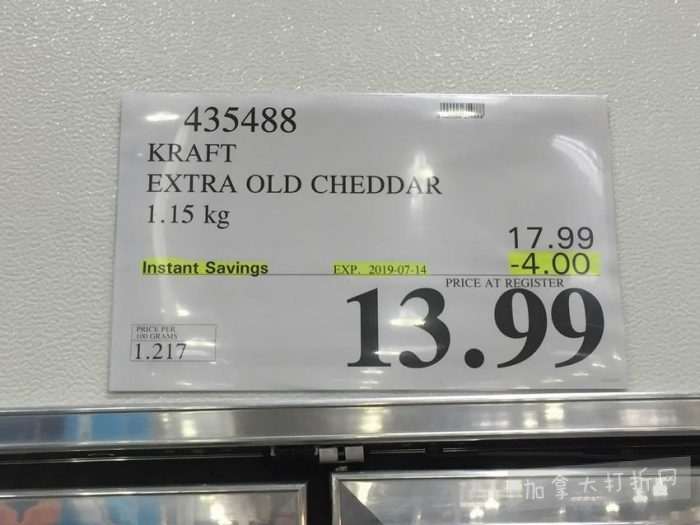 435488
KRAFT
EXTRA OLD CHEDDAR
1.15 kg
17.99
Instant Savings EXP. 2019-07-14 -4.00
PRICE AT REGISTER
13.99
PRICE PER
100 GRAMS
1.217
加拿大打折网